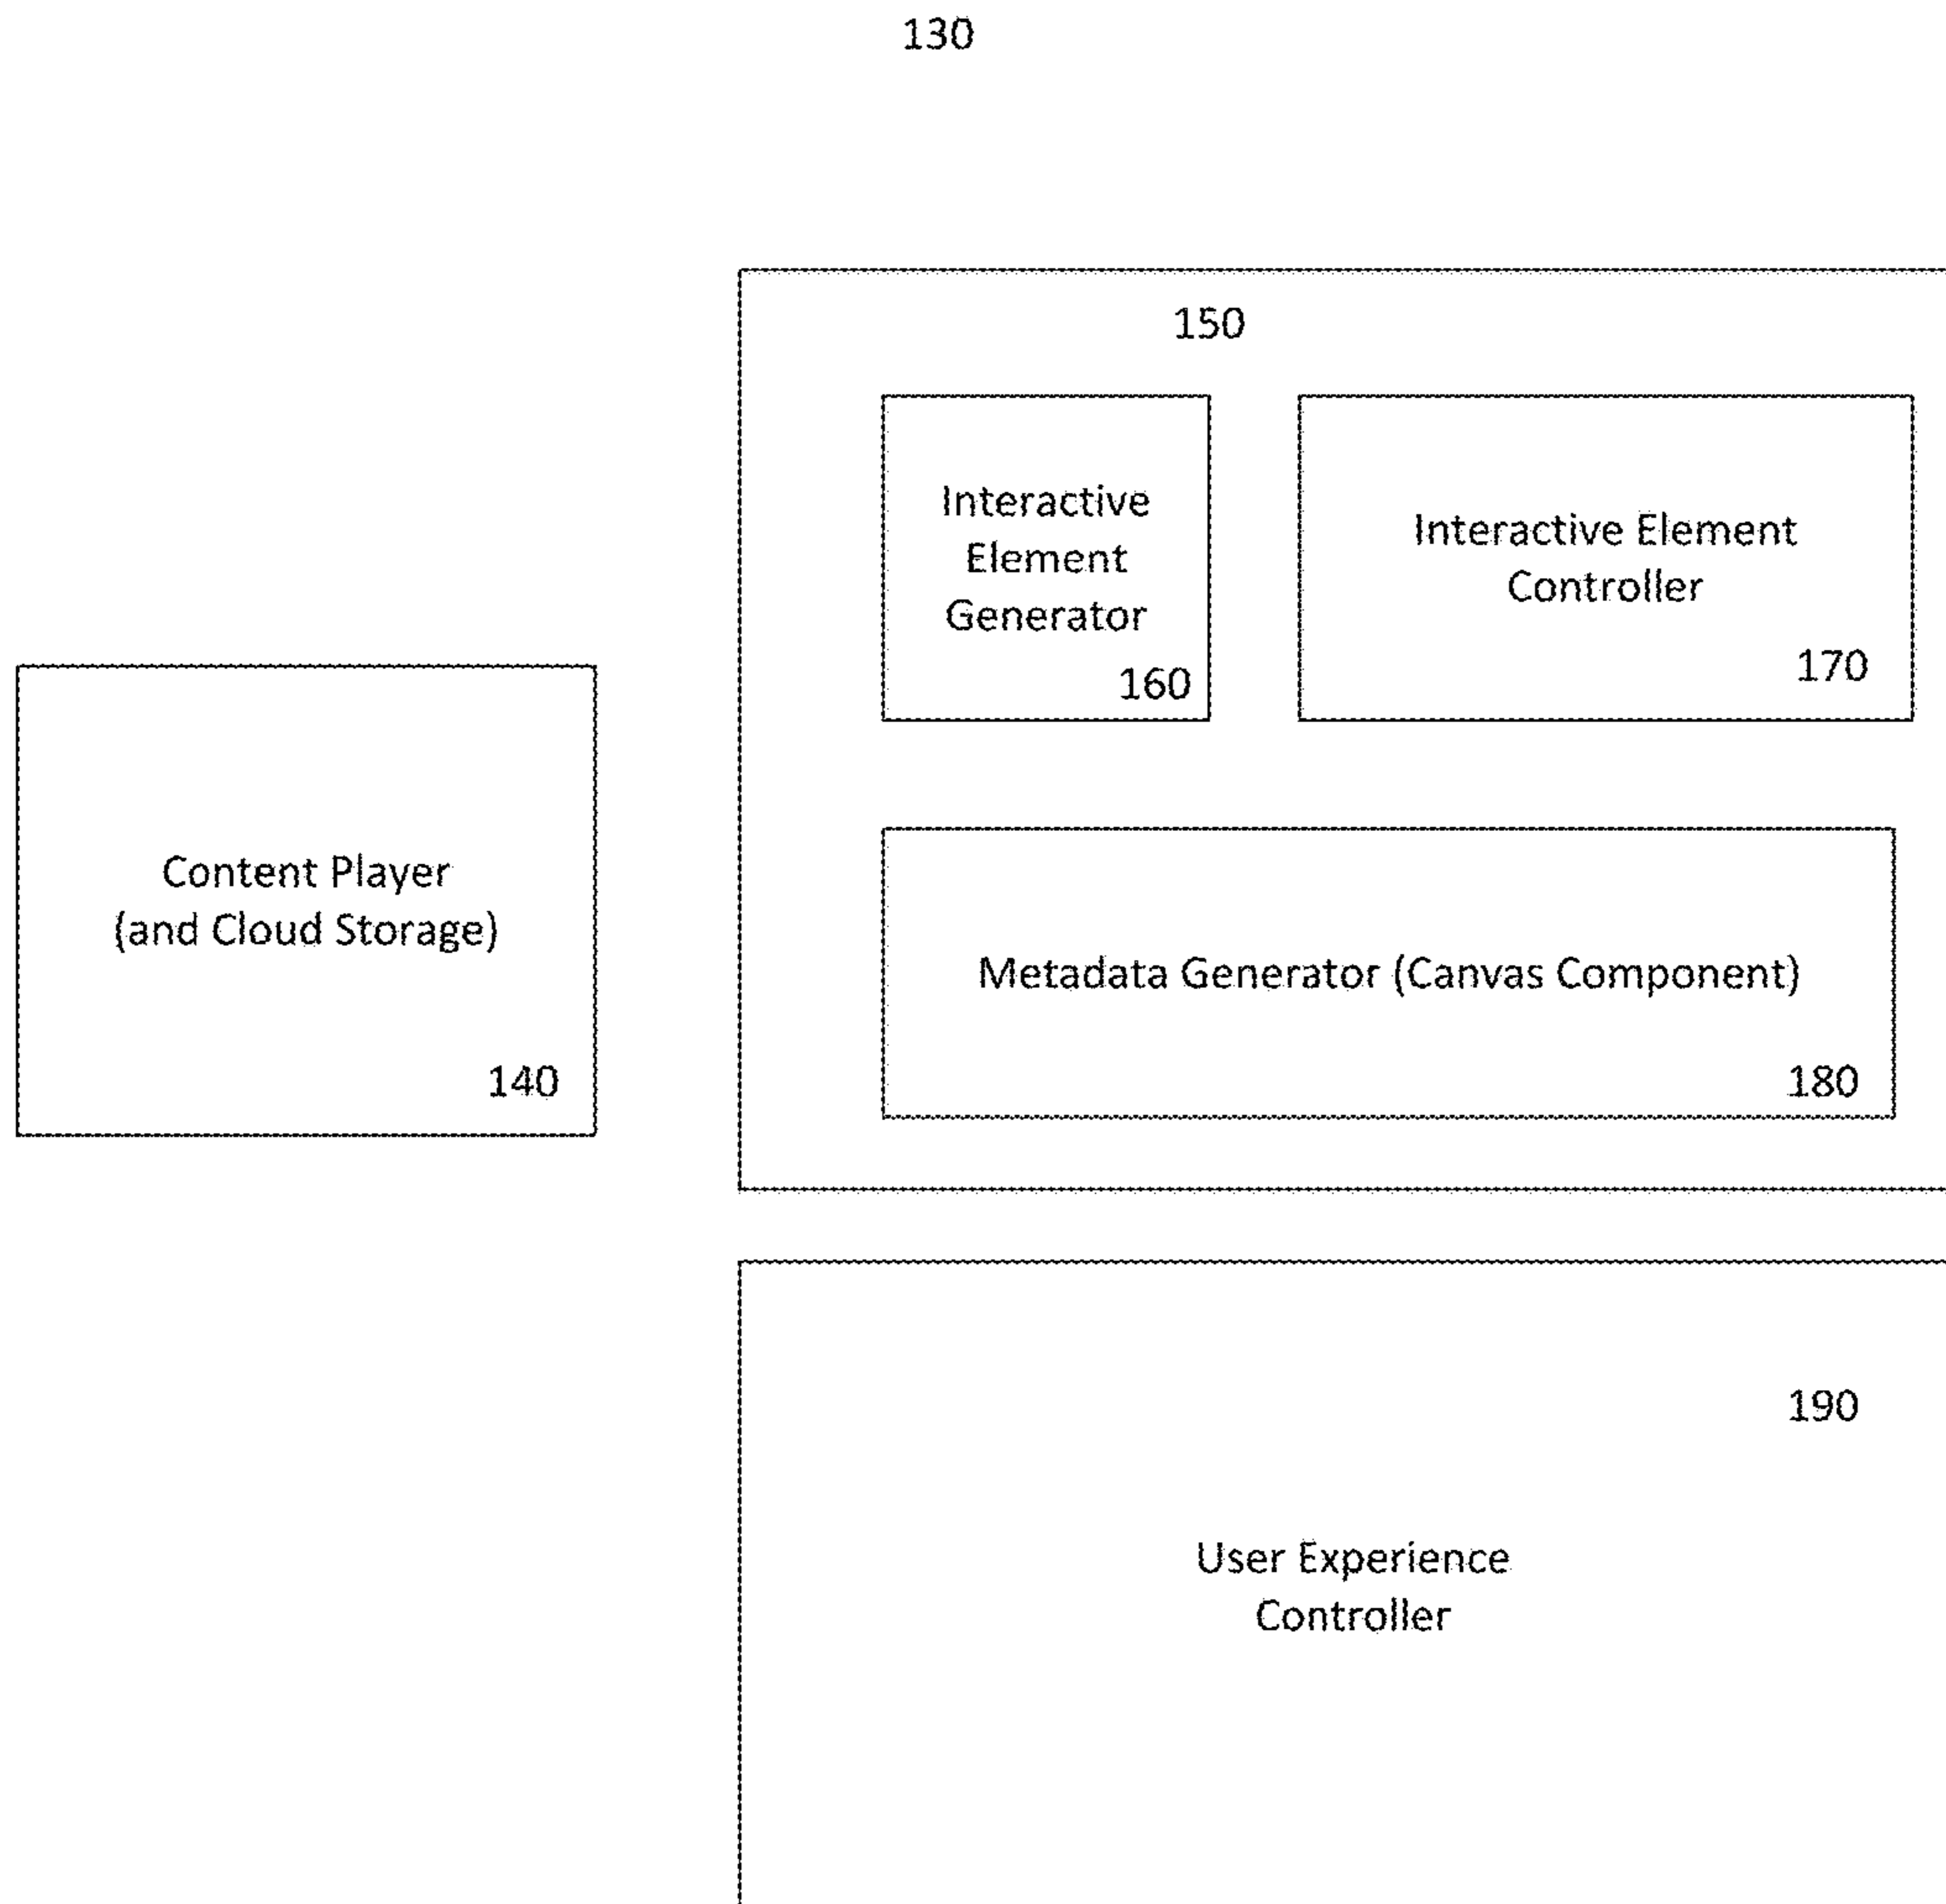 130
150
Interactive
Element
Generator
160
Interactive Element
Controller
170
Content Player
(and Cloud Storage)
140
Metadata Generator (Canvas Component)
180
190
User Experience
Controller